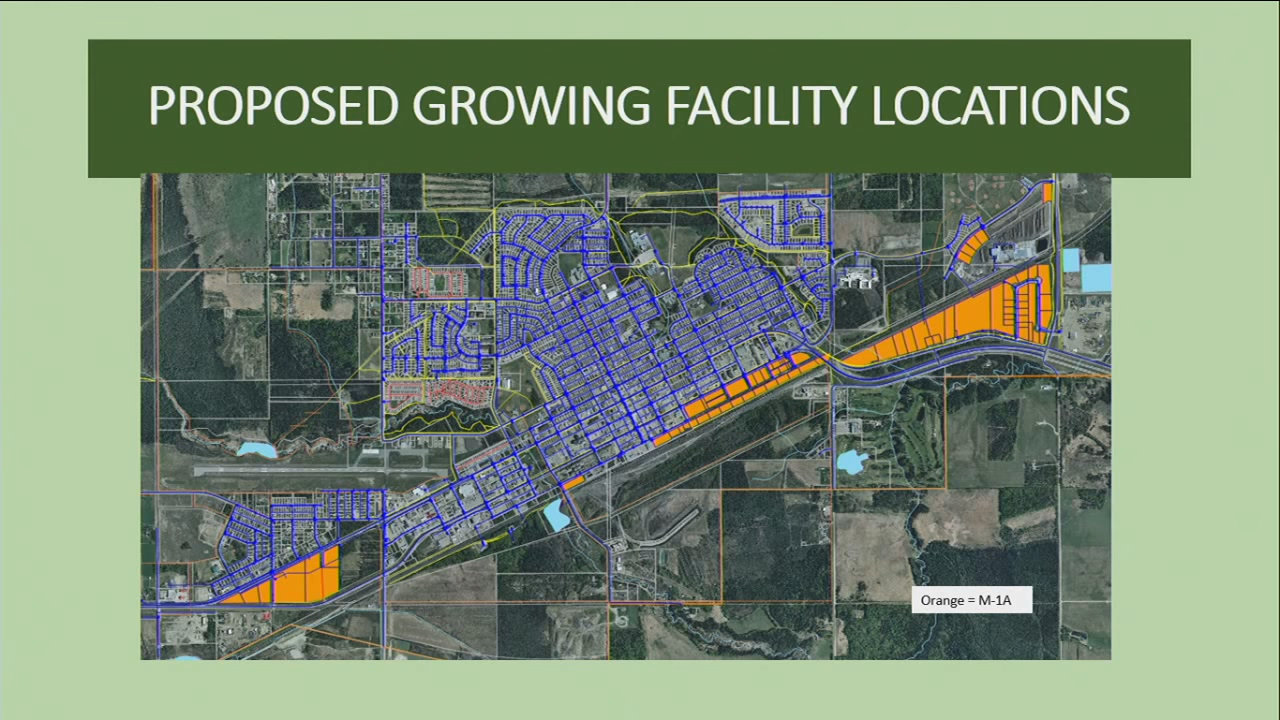 PROPOSED GROWING FACILITY LOCATIONS
Orange = M-1A